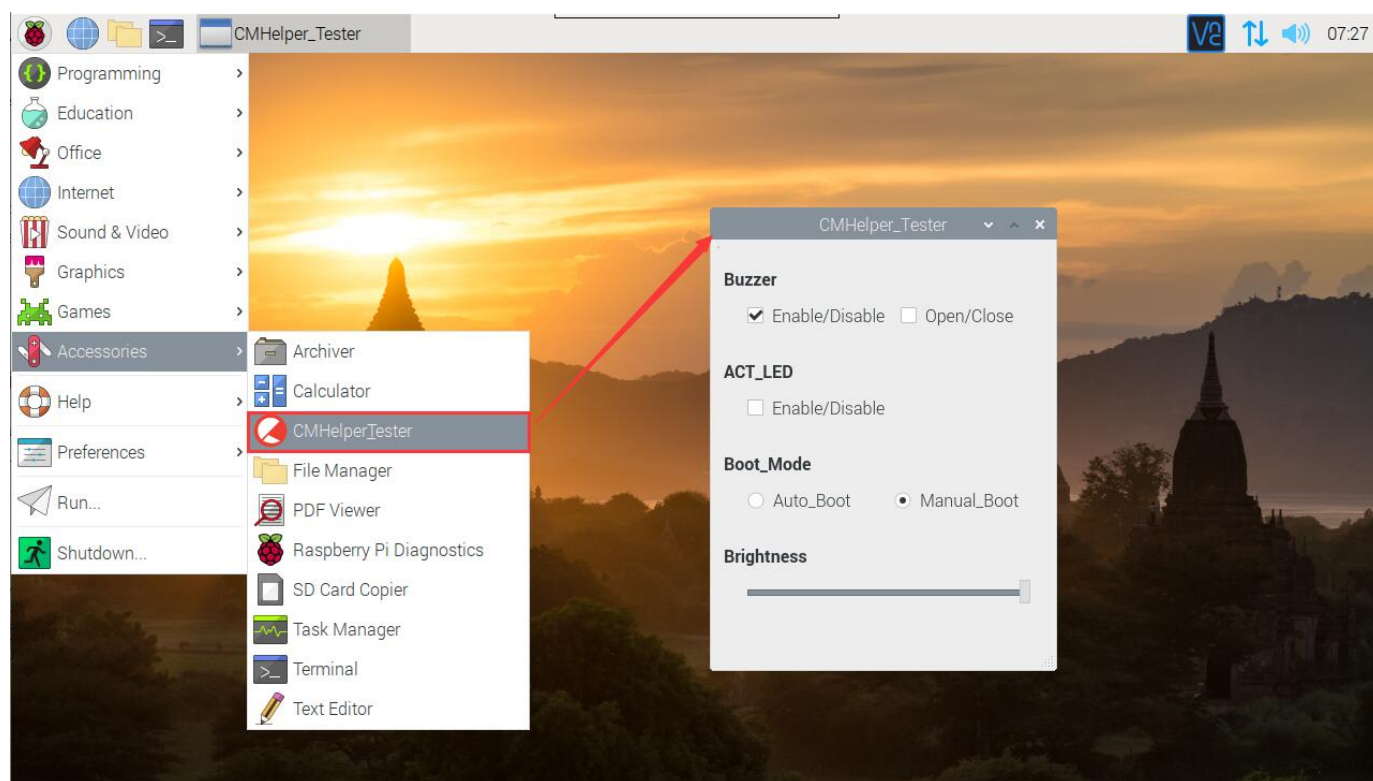 CMHelper_Tester
07:27
Programming
Education
Office
Internet
Sound & Video
Graphics
Games
Accessories
Help
Preferences
Run...
Shutdown...
Archiver
Calculator
CMHelperTester
File Manager
PDF Viewer
Raspberry Pi Diagnostics
SD Card Copier
Task Manager
Terminal
Text Editor
CMHelper_Tester
Buzzer
Enable/Disable Open/Close
ACT_LED
Enable/Disable
Boot_Mode
Auto_Boot Manual_Boot
Brightness